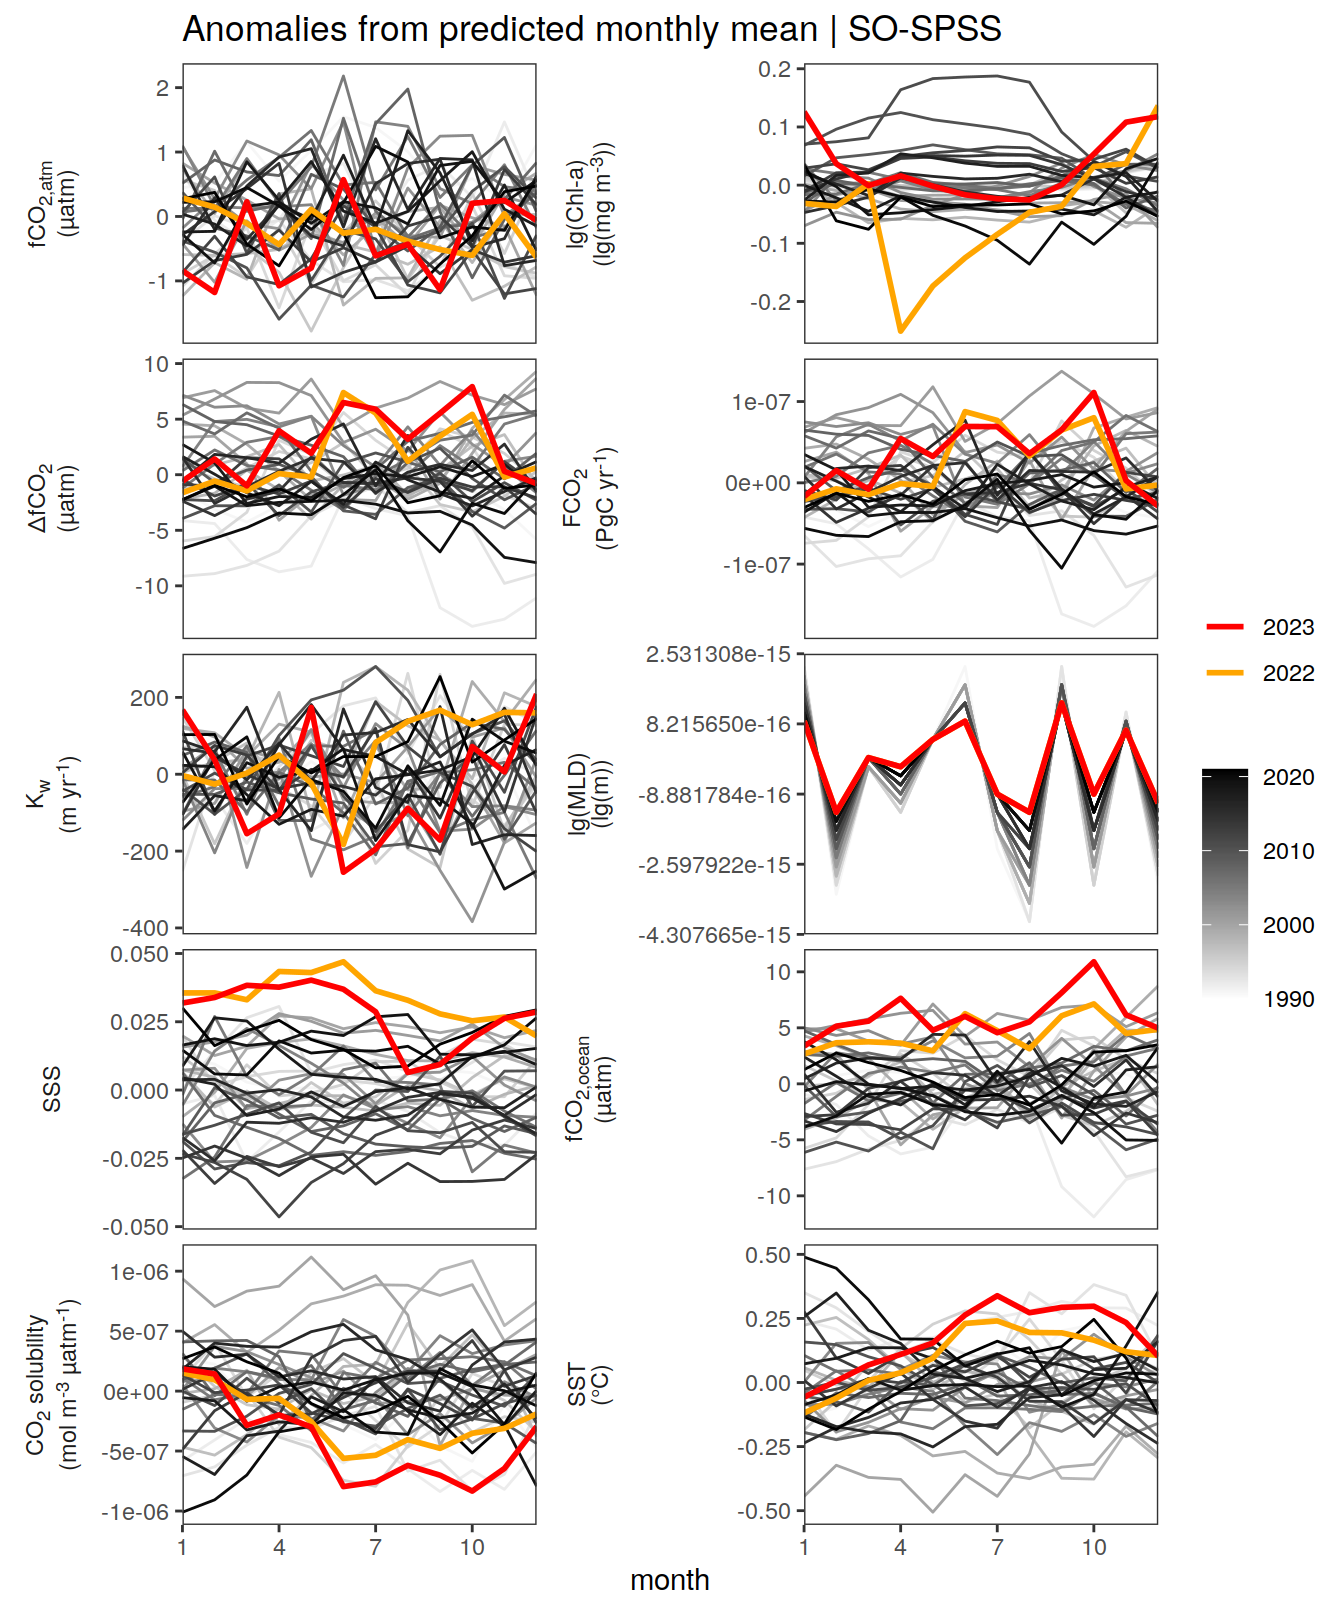 Anomalies from predicted monthly mean | SO-SPSS
fCO2,atm
(µatm)
2
1
0
-1
lg(Chl-a)
(lg(mg m-3))
0.2
0.1
0.0
-0.1
-0.2
ΔfCO2
(µatm)
10
5
0
-5
-10
FCO2
(PgC yr-1)
1e-07
0e+00
-1e-07
Kw
(m yr-1)
200
0
-200
-400
lg(MLD)
(lg(m))
2.531308e-15
8.215650e-16
-8.881784e-16
-2.597922e-15
-4.307665e-15
SSS
0.050
0.025
0.000
-0.025
-0.050
fCO2,ocean
(µatm)
10
5
0
-5
-10
CO2 solubility
(mol m-3 µatm-1)
1e-06
5e-07
0e+00
-5e-07
-1e-06
1 4 7 10
SST
(°C)
0.50
0.25
0.00
-0.25
-0.50
1 4 7 10
month
2023
2022
2020
2010
2000
1990